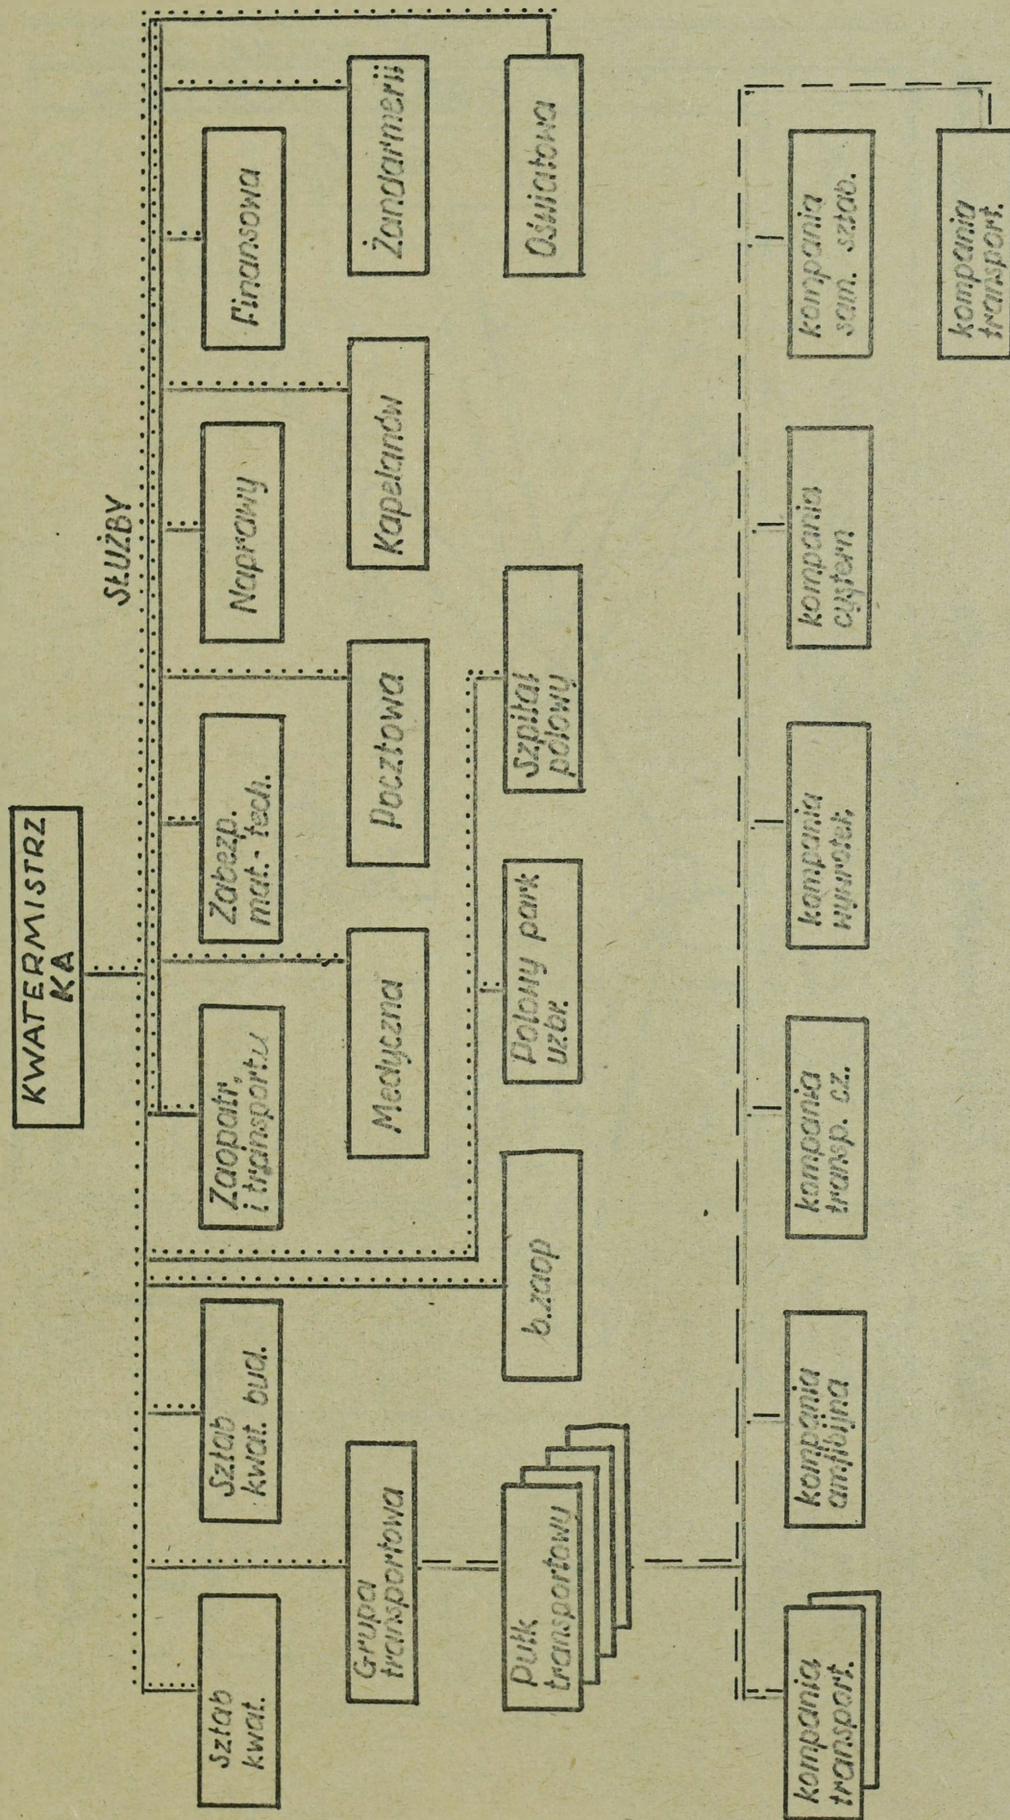 KWATERMISTRZ
KA
SŁUŻBY
Sztab
kwat.
Sztab
kwat. bud.
Zaopatr.
i transportu
Zabezp.
mat.- tech.
Naprawy
Finansowa
Grupa
transportowa
Medyczna
Pocztowa
Kapelanów
Żandarmerii
Pułk
transportowy
b.zaop
Polowy park
uzbr.
Szpital
polowy
Oświatowa
kompania
transport.
kompania
amfibijna
kompania
transp. cz.
kompania
wywrotek
kompania
cystern
kompania
sam. sztab.
kompania
transport.